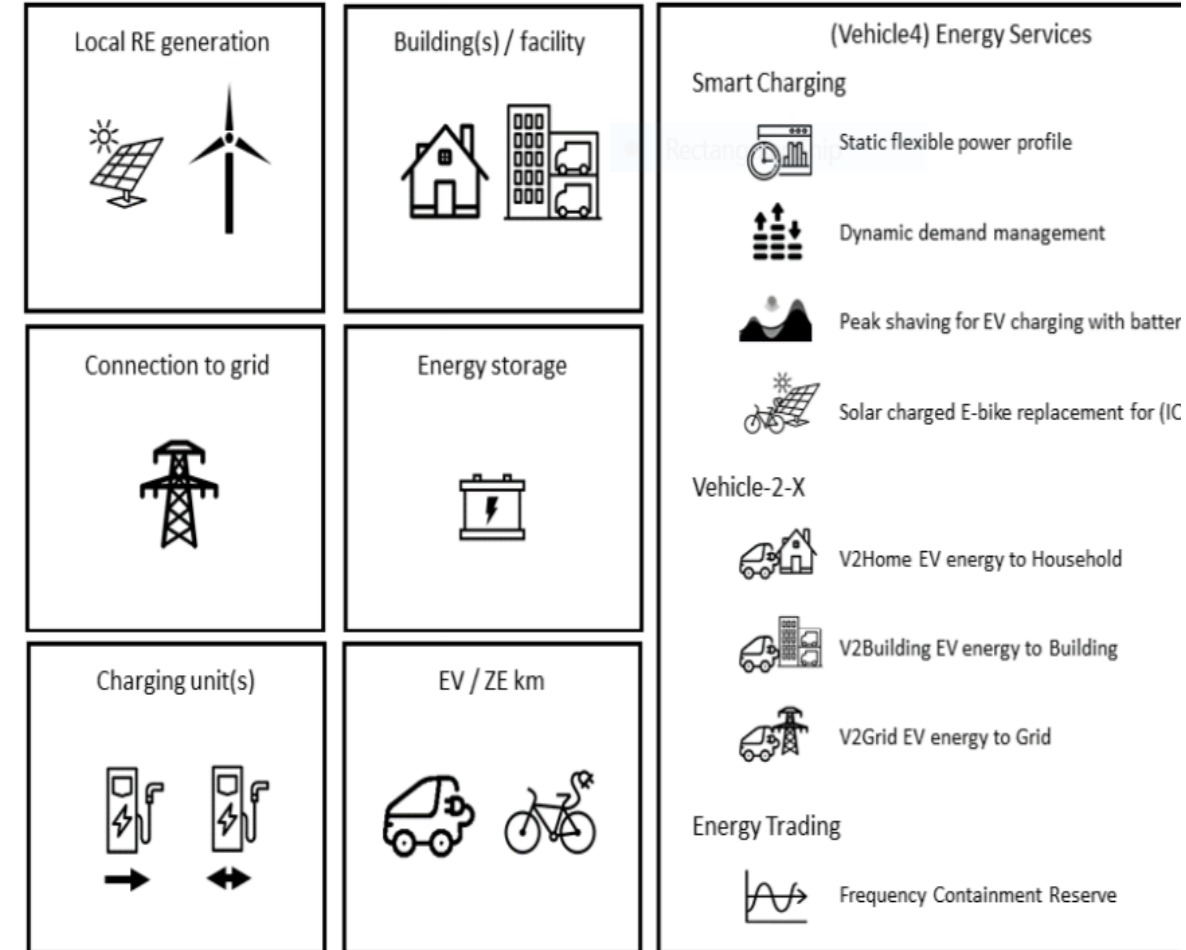 Local RE generation
Building(s) / facility
(Vehicle4) Energy Services
Smart Charging
Static flexible power profile
Dynamic demand management
Peak shaving for EV charging with batter
Solar charged E-bike replacement for (IC
Connection to grid
Energy storage
Vehicle-2-X
V2Home EV energy to Household
V2Building EV energy to Building
V2Grid EV energy to Grid
Charging unit(s)
EV / ZE km
Energy Trading
Frequency Containment Reserve